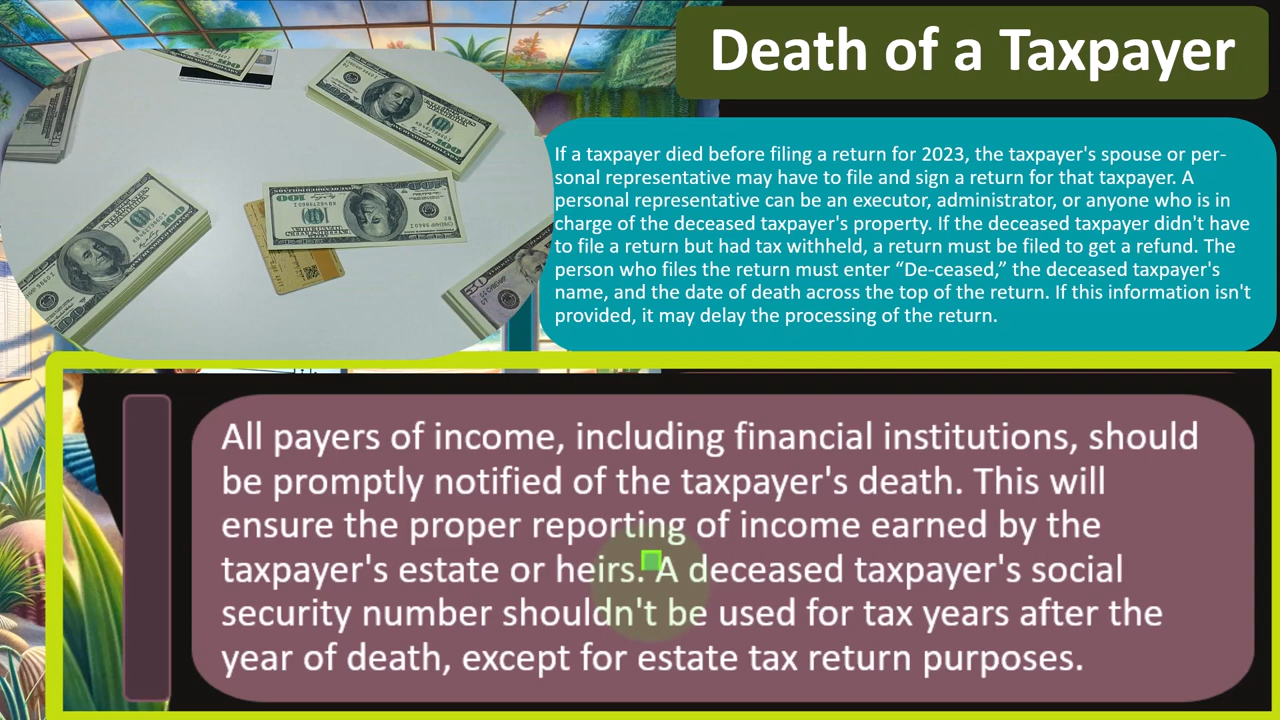 Death of a Taxpayer
If a taxpayer died before filing a return for 2023, the taxpayer's spouse or per-
sonal representative may have to file and sign a return for that taxpayer. A
personal representative can be an executor, administrator, or anyone who is in
charge of the deceased taxpayer's property. If the deceased taxpayer didn't have
to file a return but had tax withheld, a return must be filed to get a refund. The
person who files the return must enter “De-ceased,” the deceased taxpayer's
name, and the date of death across the top of the return. If this information isn't
provided, it may delay the processing of the return.
All payers of income, including financial institutions, should
be promptly notified of the taxpayer's death. This will
ensure the proper reporting of income earned by the
taxpayer's estate or heirs. A deceased taxpayer's social
security number shouldn't be used for tax years after the
year of death, except for estate tax return purposes.